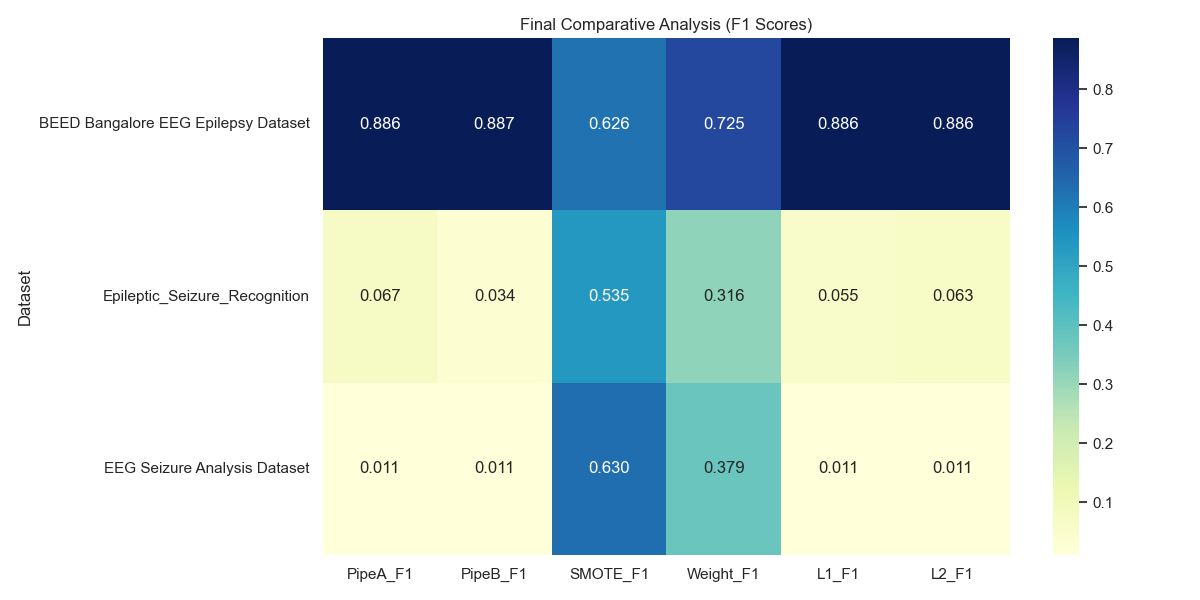 Final Comparative Analysis (F1 Scores)
Dataset
BEED Bangalore EEG Epilepsy Dataset
0.886 0.887 0.626 0.725 0.886 0.886
Epileptic_Seizure_Recognition
0.067 0.034 0.535 0.316 0.055 0.063
EEG Seizure Analysis Dataset
0.011 0.011 0.630 0.379 0.011 0.011
PipeA_F1 PipeB_F1 SMOTE_F1 Weight_F1 L1_F1 L2_F1
0.8
0.7
0.6
0.5
0.4
0.3
0.2
0.1